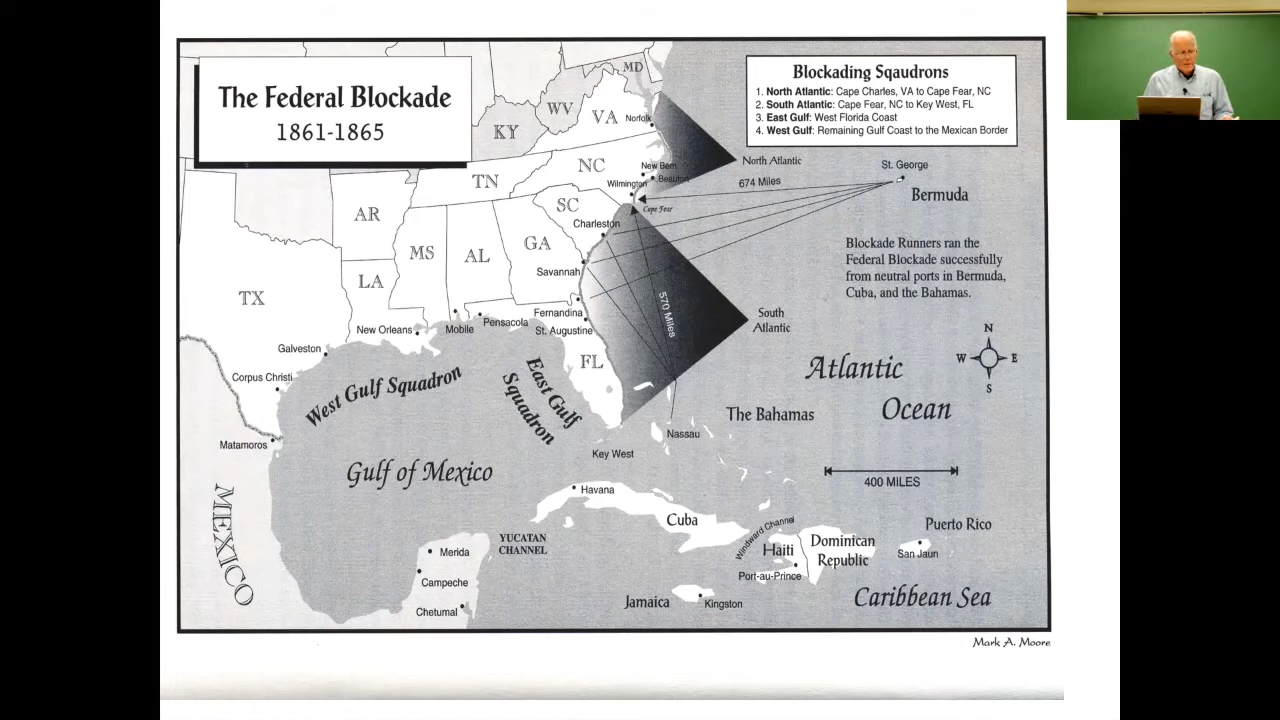 The Federal Blockade
1861-1865
Blockading Sqaudrons
1. North Atlantic: Cape Charles, VA to Cape Fear, NC
2. South Atlantic: Cape Fear, NC to Key West, FL
3. East Gulf: West Florida Coast
4. West Gulf: Remaining Gulf Coast to the Mexican Border
MD
WV
VA
Norfolk
KY
North Atlantic
St. George
674 Miles
Bermuda
New Bern
Beaufort
NC
TN
Wilmington
Cape Fear
SC
AR
Charleston
GA
MS
AL
Blockade Runners ran the
Federal Blockade successfully
from neutral ports in Bermuda,
Cuba, and the Bahamas.
Savannah
LA
TX
570 Miles
Fernandina
South
Atlantic
New Orleans
Mobile
Pensacola
St. Augustine
N
W
E
S
Galveston
FL
Atlantic
Ocean
Corpus Christi
West Gulf Squadron
East Gulf
Squadron
The Bahamas
Matamoros
Nassau
Key West
Gulf of Mexico
400 MILES
MEXICO
Havana
Cuba
Windward Channel
Puerto Rico
YUCATAN
CHANNEL
Haiti
Dominican
Republic
San Jaun
Merida
Port-au-Prince
Campeche
Jamaica
Kingston
Caribbean Sea
Chetumal
Mark A. Moore